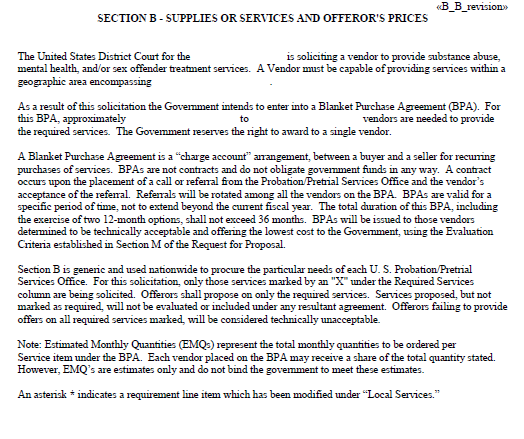 «B_B_revision»
SECTION B - SUPPLIES OR SERVICES AND OFFEROR'S PRICES
The United States District Court for the is soliciting a vendor to provide substance abuse,
mental health, and/or sex offender treatment services. A Vendor must be capable of providing services within a
geographic area encompassing .
As a result of this solicitation the Government intends to enter into a Blanket Purchase Agreement (BPA). For
this BPA, approximately to vendors are needed to provide
the required services. The Government reserves the right to award to a single vendor.
A Blanket Purchase Agreement is a “charge account” arrangement, between a buyer and a seller for recurring
purchases of services. BPAs are not contracts and do not obligate government funds in any way. A contract
occurs upon the placement of a call or referral from the Probation/Pretrial Services Office and the vendor’s
acceptance of the referral. Referrals will be rotated among all the vendors on the BPA. BPAs are valid for a
specific period of time, not to extend beyond the current fiscal year. The total duration of this BPA, including
the exercise of two 12-month options, shall not exceed 36 months. BPAs will be issued to those vendors
determined to be technically acceptable and offering the lowest cost to the Government, using the Evaluation
Criteria established in Section M of the Request for Proposal.
Section B is generic and used nationwide to procure the particular needs of each U. S. Probation/Pretrial
Services Office. For this solicitation, only those services marked by an "X" under the Required Services
column are being solicited. Offerors shall propose on only the required services. Services proposed, but not
marked as required, will not be evaluated or included under any resultant agreement. Offerors failing to provide
offers on all required services marked, will be considered technically unacceptable.
Note: Estimated Monthly Quantities (EMQs) represent the total monthly quantities to be ordered per
Service item under the BPA. Each vendor placed on the BPA may receive a share of the total quantity stated.
However, EMQ’s are estimates only and do not bind the government to meet these estimates.
An asterisk * indicates a requirement line item which has been modified under “Local Services.”